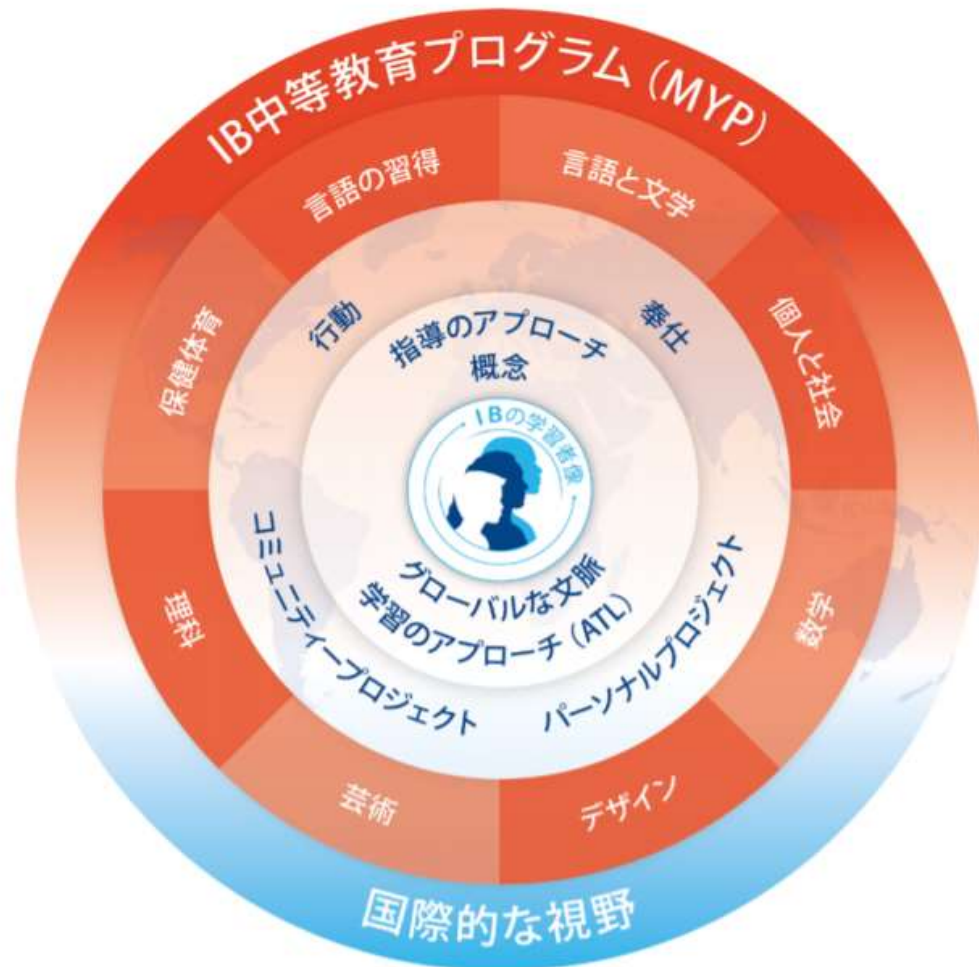 IB中等教育プログラム（MYP）
言語の習得
言語と文学
保健体育
個人と社会
行動
奉仕
指導のアプローチ
概念
IBの学習者像
グローバルな文脈
学習のアプローチ（ATL）
コミュニティープロジェクト
パーソナルプロジェクト
理科
数学
芸術
デザイン
国際的な視野